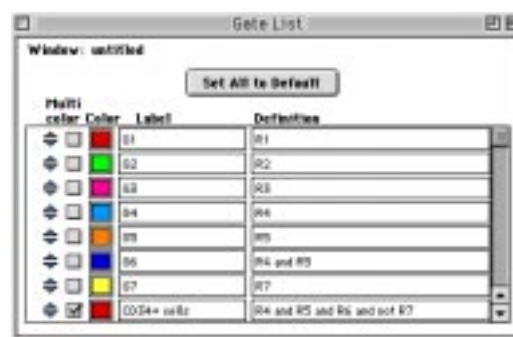 Gate List
Window: untitled
Set All to Default
Multi
color Color Label Definition
G1 R1
G2 R2
G3 R3
G4 R4
G5 R5
G6 R4 and R5
G7 R7
CD34+ cells R4 and R5 and R6 and not R7